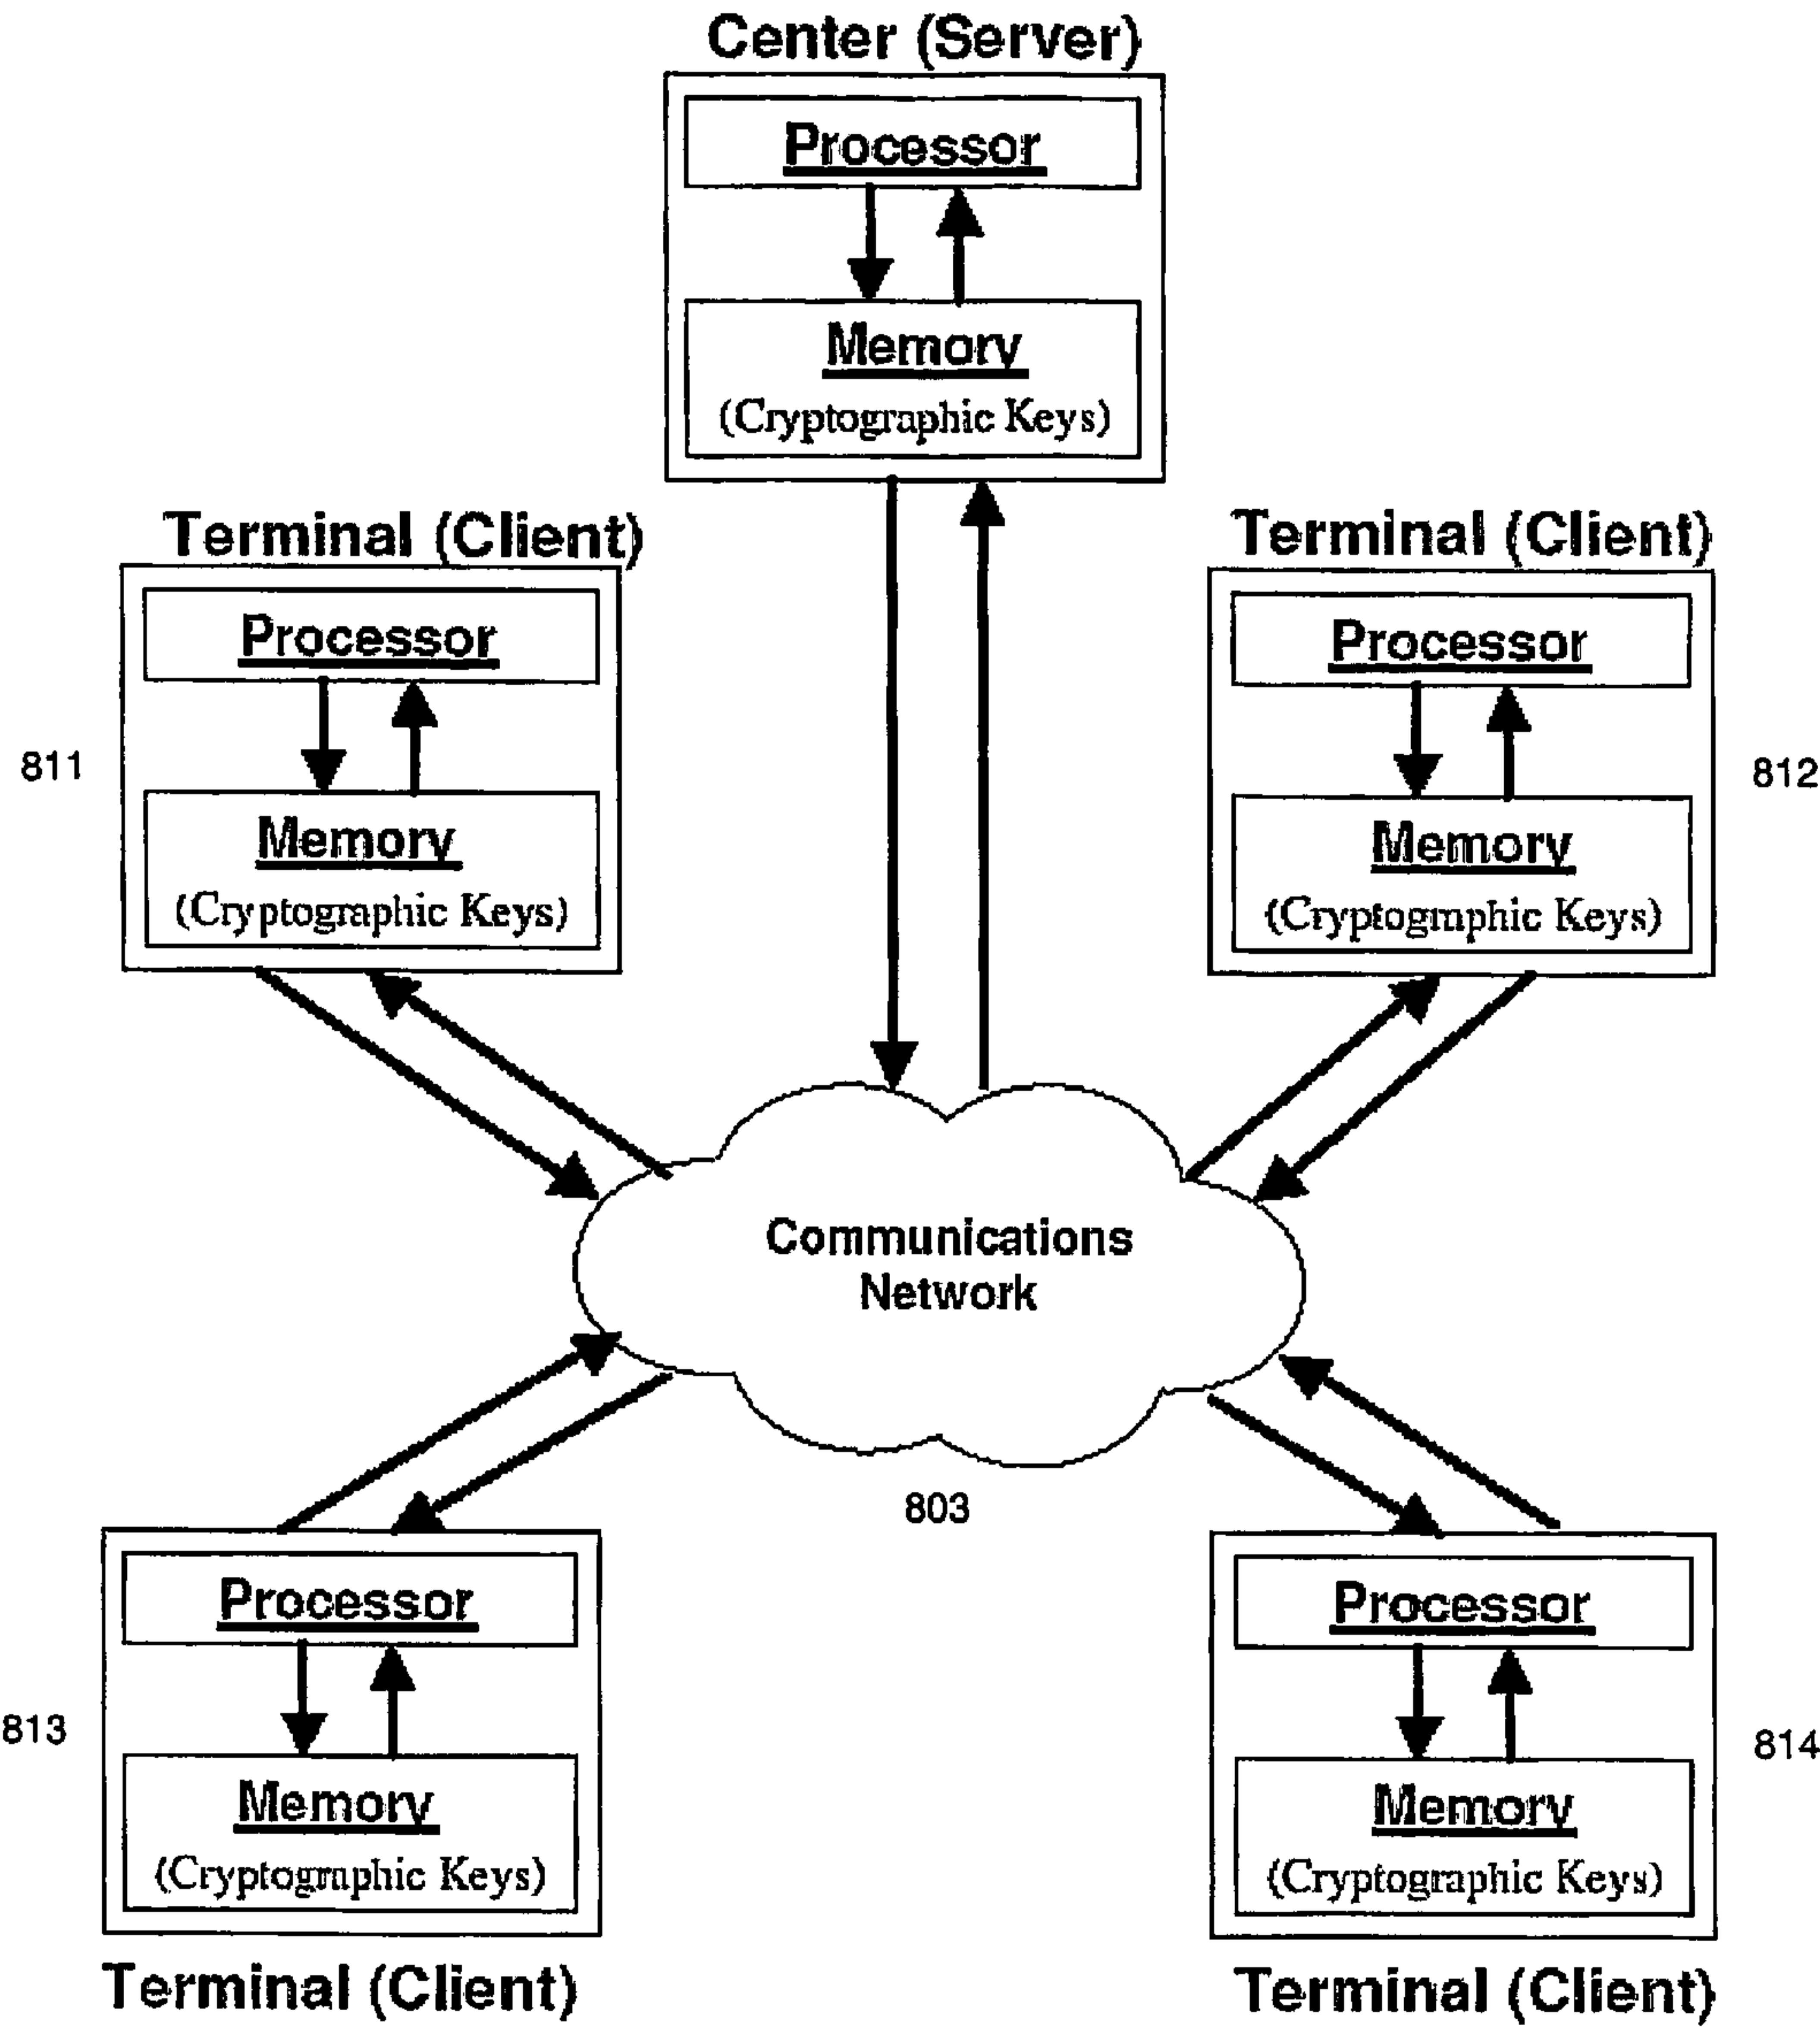 Center (Server)
Processor
Memory
(Cryptographic Keys)
Terminal (Client)
Processor
811
Memory
(Cryptographic Keys)
Terminal (Client)
Processor
812
Memory
(Cryptographic Keys)
Communications
Network
803
Processor
813
Memory
(Cryptographic Keys)
Terminal (Client)
Processor
814
Memory
(Cryptographic Keys)
Terminal (Client)